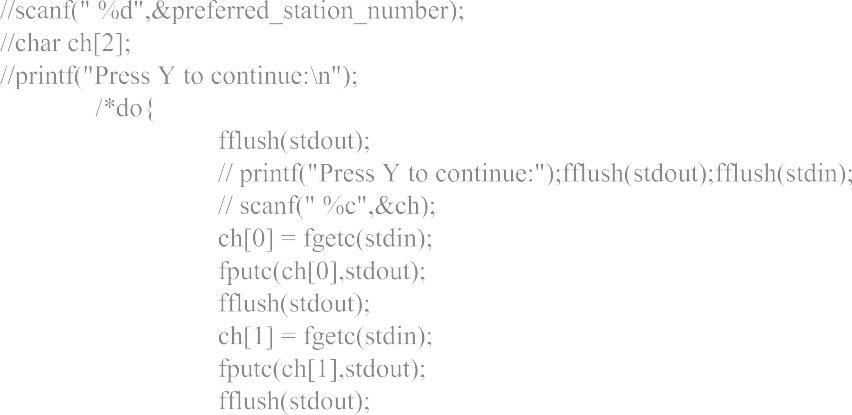 //scanf(" %d",&preferred_station_number);
//char ch[2];
//printf("Press Y to continue:\n");
/*do{
fflush(stdout);
// printf("Press Y to continue:");fflush(stdout);fflush(stdin);
// scanf(" %c",&ch);
ch[0] = fgetc(stdin);
fputc(ch[0],stdout);
fflush(stdout);
ch[1] = fgetc(stdin);
fputc(ch[1],stdout);
fflush(stdout);